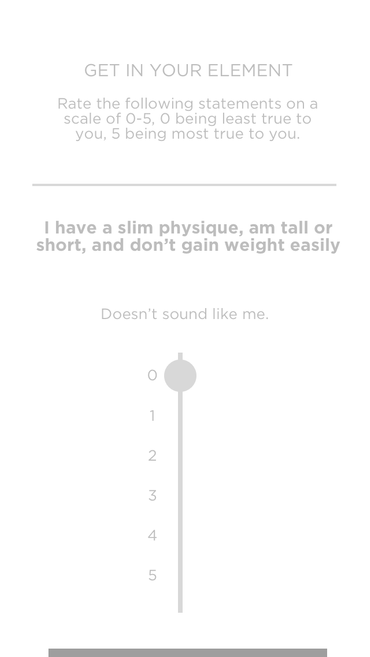 GET IN YOUR ELEMENT
Rate the following statements on a
scale of 0-5, 0 being least true to
you, 5 being most true to you.
I have a slim physique, am tall or
short, and don’t gain weight easily
Doesn’t sound like me.
0
1
2
3
4
5